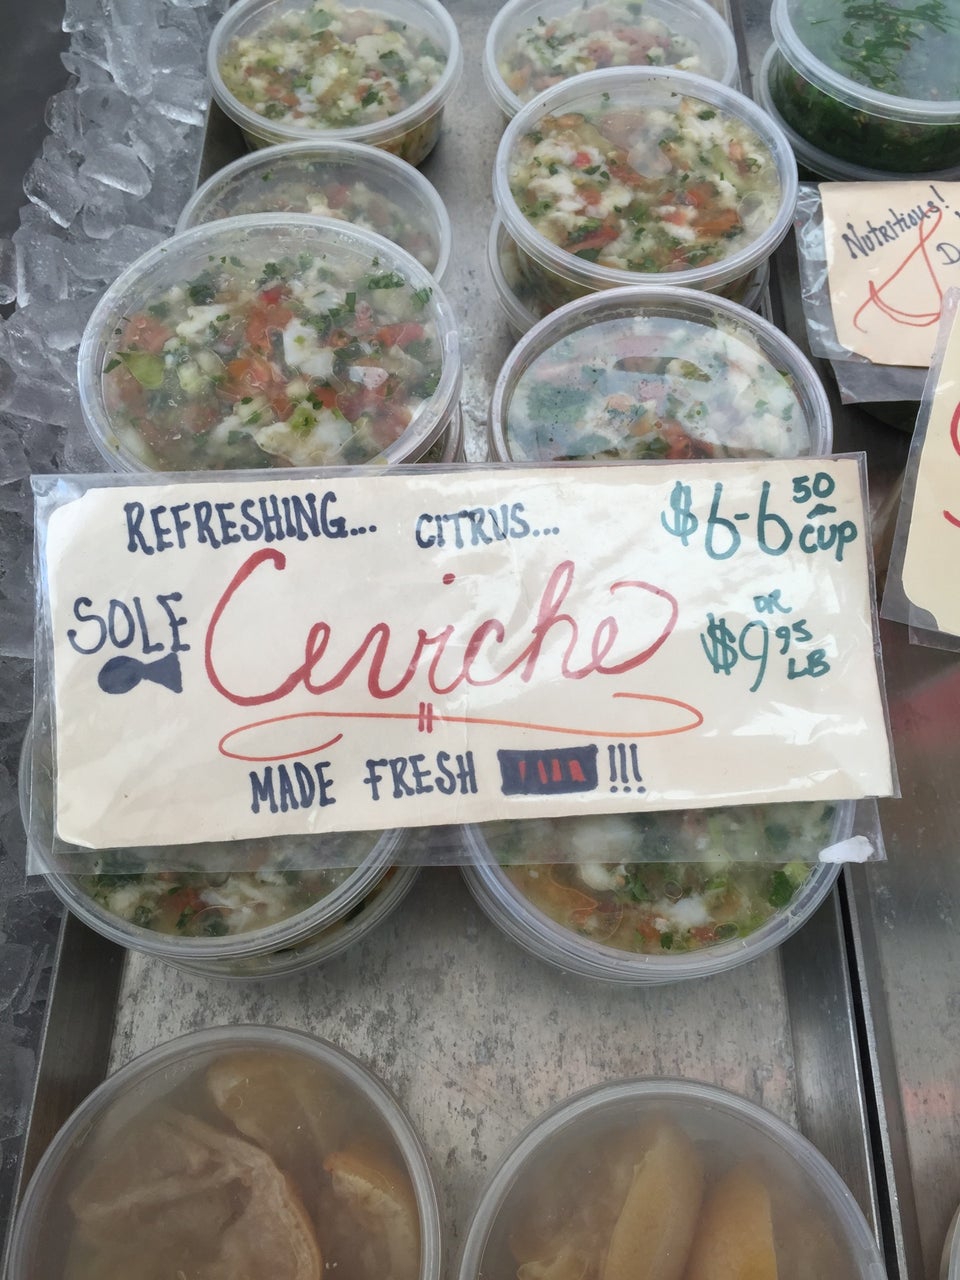 REFRESHING... CITRUS...
$6-6 50 CUP
SOLE
Ceviche
OR
$9 95 LB
MADE FRESH !!!
Nutritious!